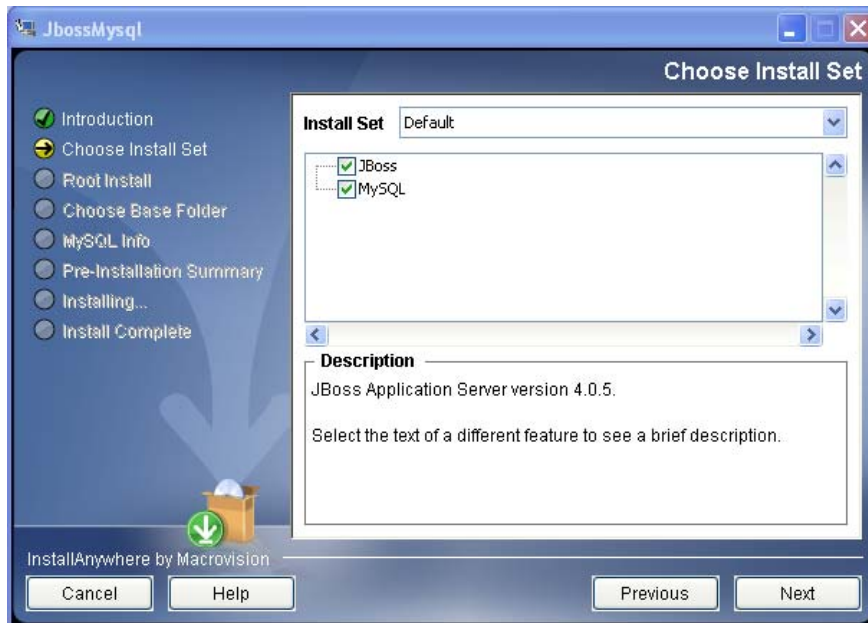 JbossMysql
Choose Install Set
Introduction
Choose Install Set
Root Install
Choose Base Folder
MySQL Info
Pre-Installation Summary
Installing...
Install Complete
Install Set Default
JBoss
MySQL
Description
JBoss Application Server version 4.0.5.
Select the text of a different feature to see a brief description.
InstallAnywhere by Macrovision
Cancel Help Previous Next